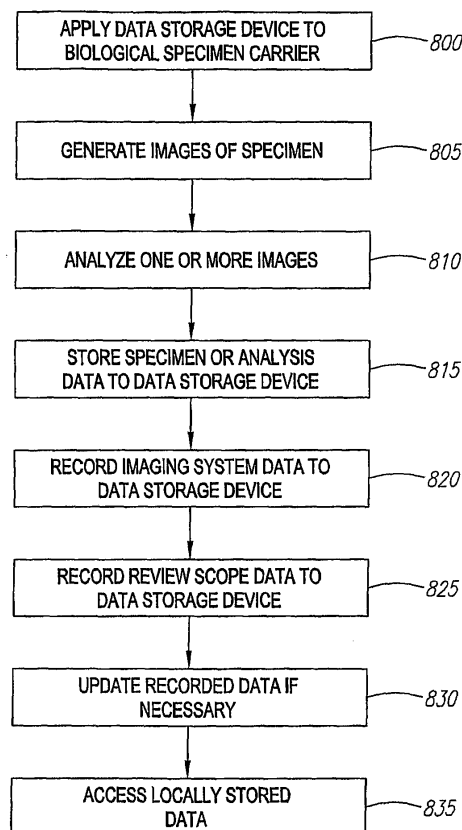 APPLY DATA STORAGE DEVICE TO
BIOLOGICAL SPECIMEN CARRIER
800
GENERATE IMAGES OF SPECIMEN
805
ANALYZE ONE OR MORE IMAGES
810
STORE SPECIMEN OR ANALYSIS
DATA TO DATA STORAGE DEVICE
815
RECORD IMAGING SYSTEM DATA TO
DATA STORAGE DEVICE
820
RECORD REVIEW SCOPE DATA TO
DATA STORAGE DEVICE
825
UPDATE RECORDED DATA IF
NECESSARY
830
ACCESS LOCALLY STORED
DATA
835